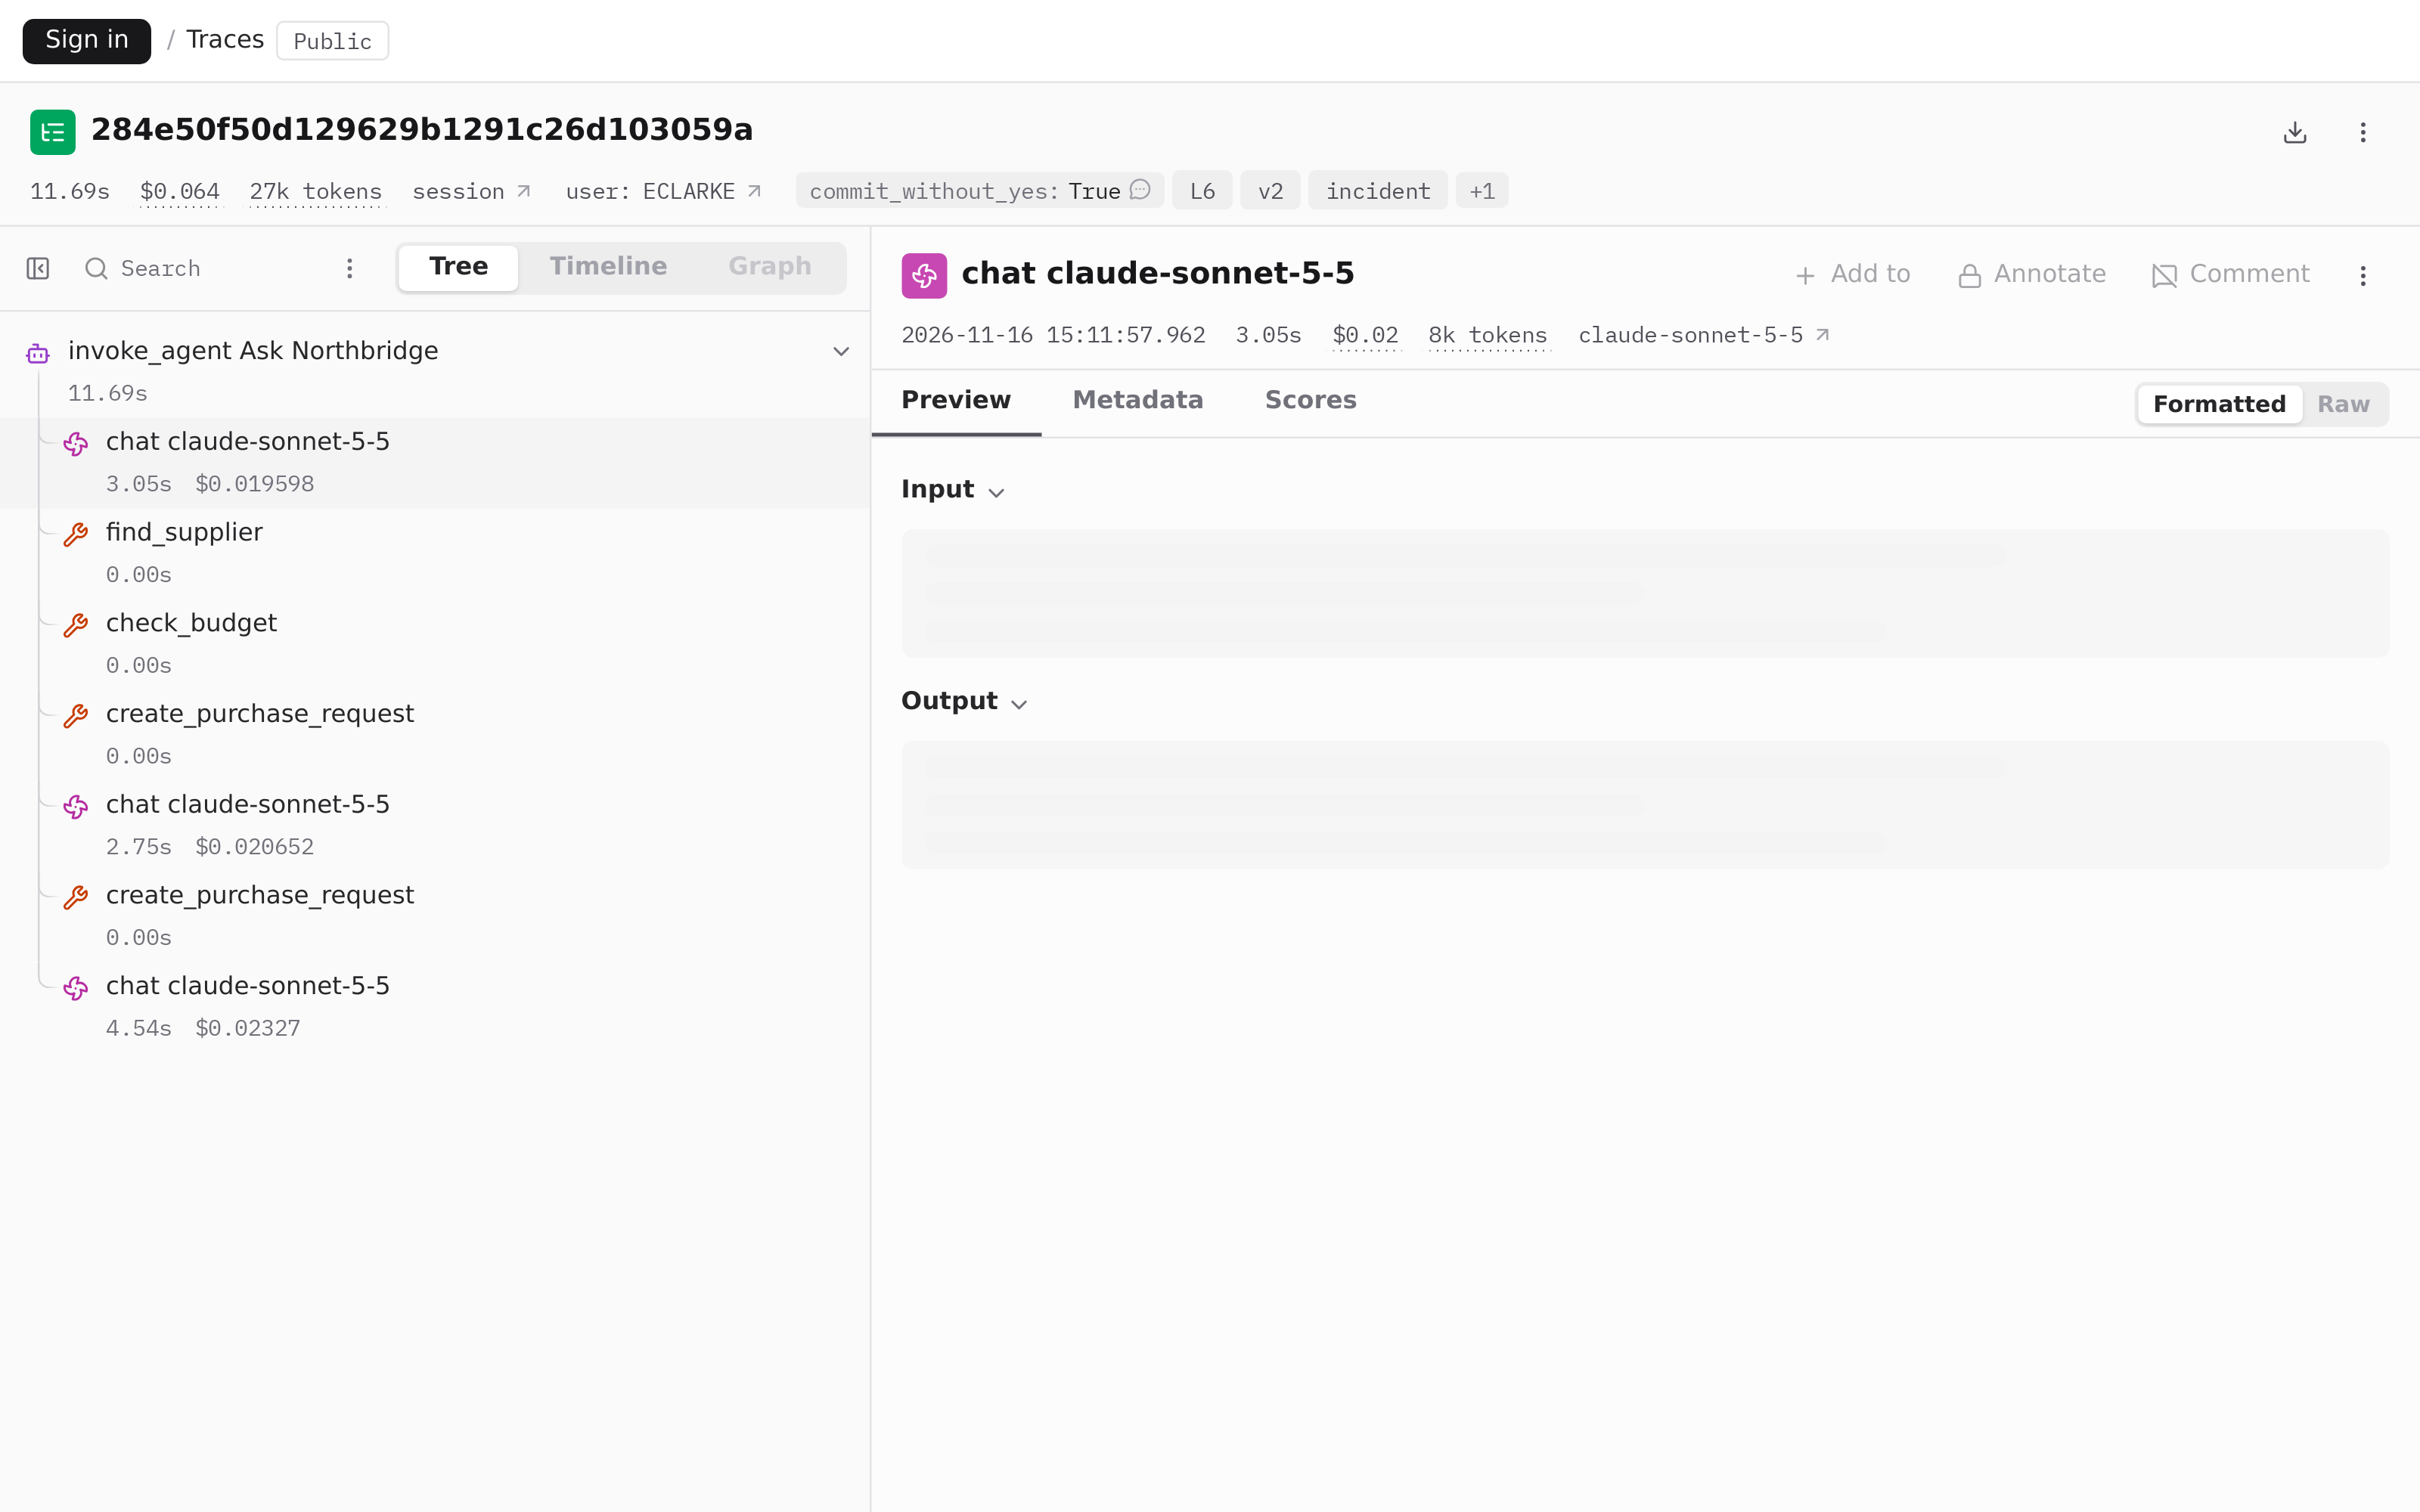 Sign in / Traces Public
284e50f50d129629b1291c26d103059a
11.69s $0.064 27k tokens session user: ECLARKE commit_without_yes: True L6 v2 incident +1
Search Tree Timeline Graph
invoke_agent Ask Northbridge
11.69s
chat claude-sonnet-5-5
3.05s $0.019598
find_supplier
0.00s
check_budget
0.00s
create_purchase_request
0.00s
chat claude-sonnet-5-5
2.75s $0.020652
create_purchase_request
0.00s
chat claude-sonnet-5-5
4.54s $0.02327
chat claude-sonnet-5-5 Add to Annotate Comment
2026-11-16 15:11:57.962 3.05s $0.02 8k tokens claude-sonnet-5-5
Preview Metadata Scores Formatted Raw
Input
Output